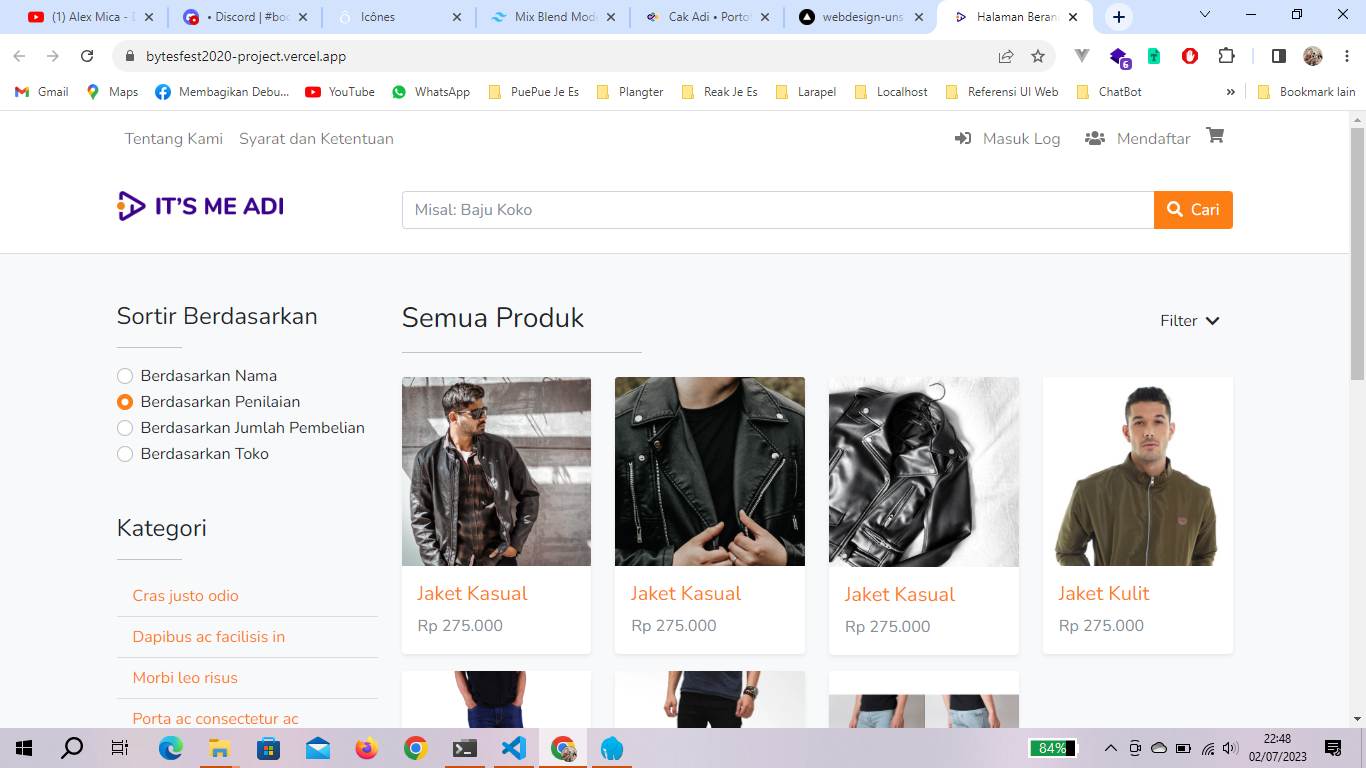 (1) Alex Mica - D
• Discord | #boc
Icônes
Mix Blend Mod
Cak Adi • Porto
webdesign-uns
Halaman Beran
bytesfest2020-project.vercel.app
6
Gmail
Maps
Membagikan Debu...
YouTube
WhatsApp
PuePue Je Es
Plangter
Reak Je Es
Larapel
Localhost
Referensi UI Web
ChatBot
»
Bookmark lain
Tentang Kami
Syarat dan Ketentuan
Masuk Log
Mendaftar
IT'S ME ADI
Misal: Baju Koko
Cari
Sortir Berdasarkan
Berdasarkan Nama
Berdasarkan Penilaian
Berdasarkan Jumlah Pembelian
Berdasarkan Toko
Kategori
Cras justo odio
Dapibus ac facilisis in
Morbi leo risus
Porta ac consectetur ac
Semua Produk
Filter
Jaket Kasual
Rp 275.000
Jaket Kasual
Rp 275.000
Jaket Kasual
Rp 275.000
Jaket Kulit
Rp 275.000
84%
22:48
02/07/2023